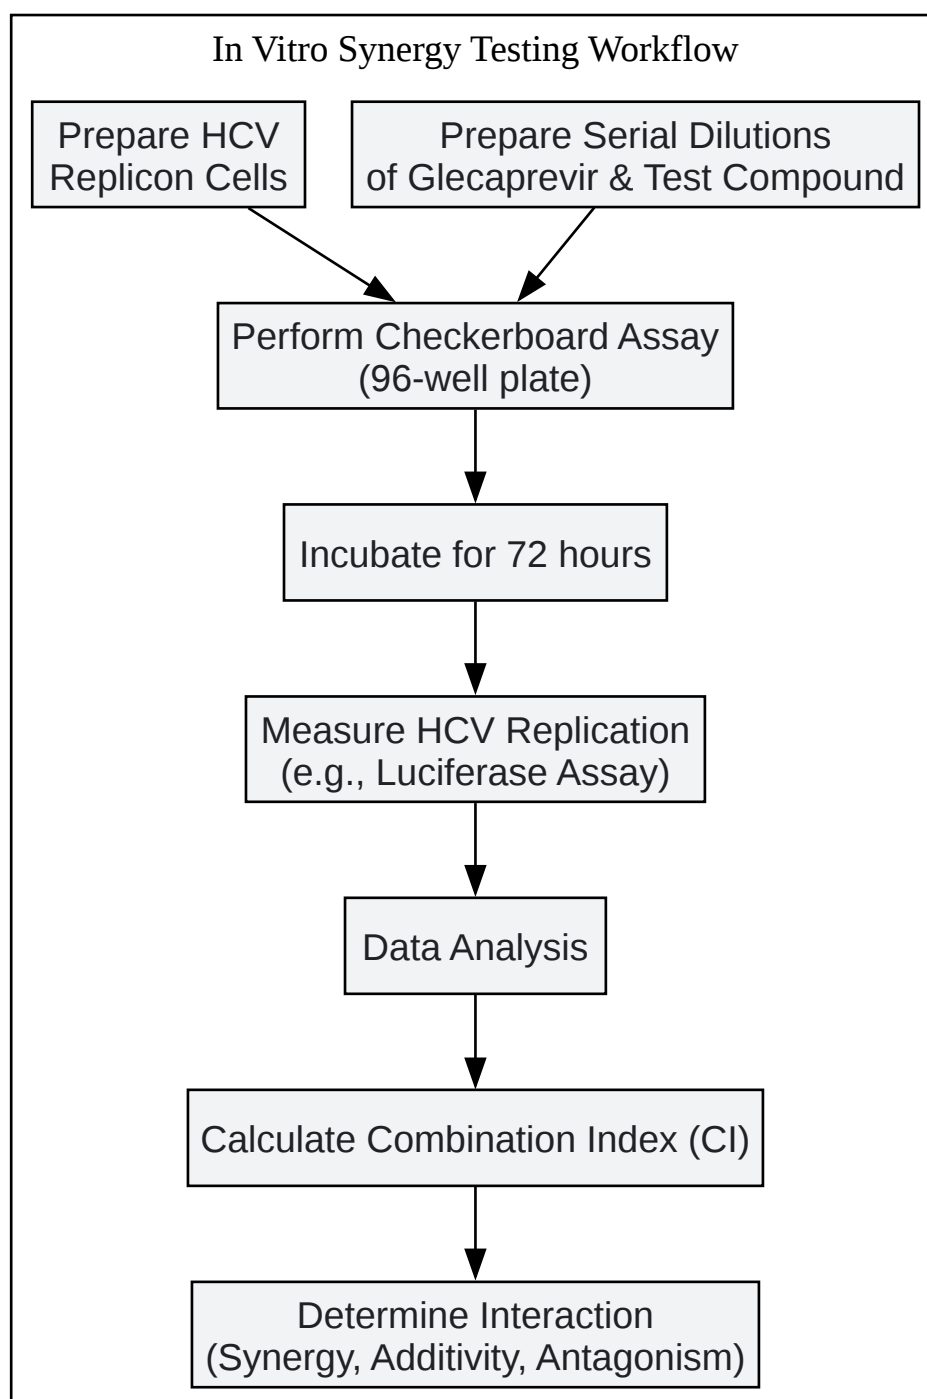 In Vitro Synergy Testing Workflow
Prepare HCV
Replicon Cells
Prepare Serial Dilutions
of Glecaprevir & Test Compound
Perform Checkerboard Assay
(96-well plate)
Incubate for 72 hours
Measure HCV Replication
(e.g., Luciferase Assay)
Data Analysis
Calculate Combination Index (CI)
Determine Interaction
(Synergy, Additivity, Antagonism)